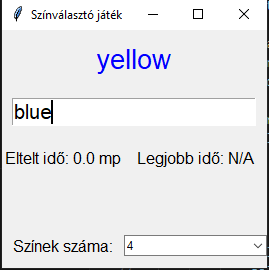 Színválasztó játék
yellow
blue
Eltelt idő: 0.0 mp Legjobb idő: N/A
Színek száma: 4